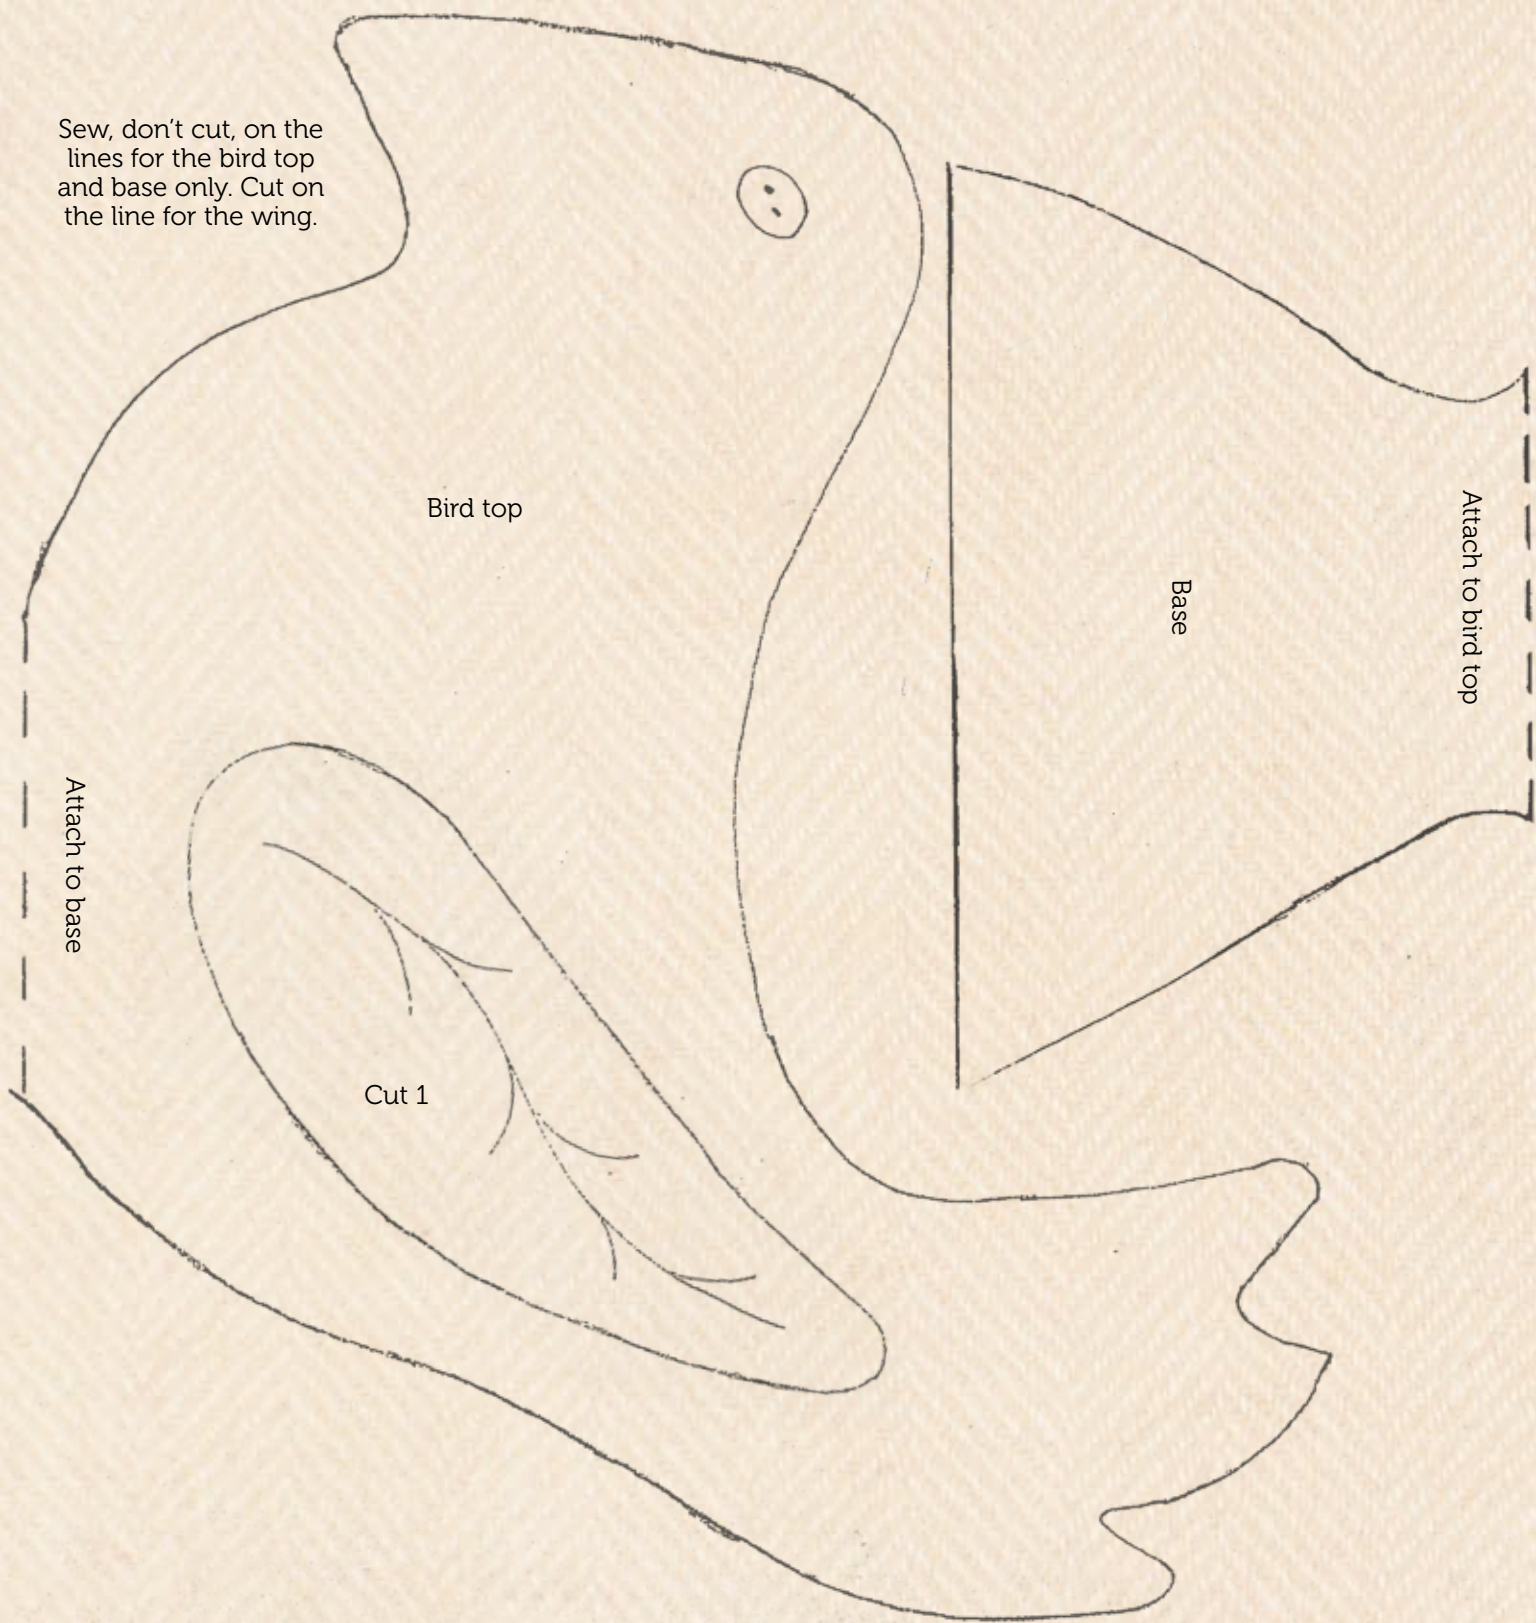 Sew, don’t cut, on the
lines for the bird top
and base only. Cut on
the line for the wing.
Bird top
Base
Attach to bird top
Attach to base
Cut 1